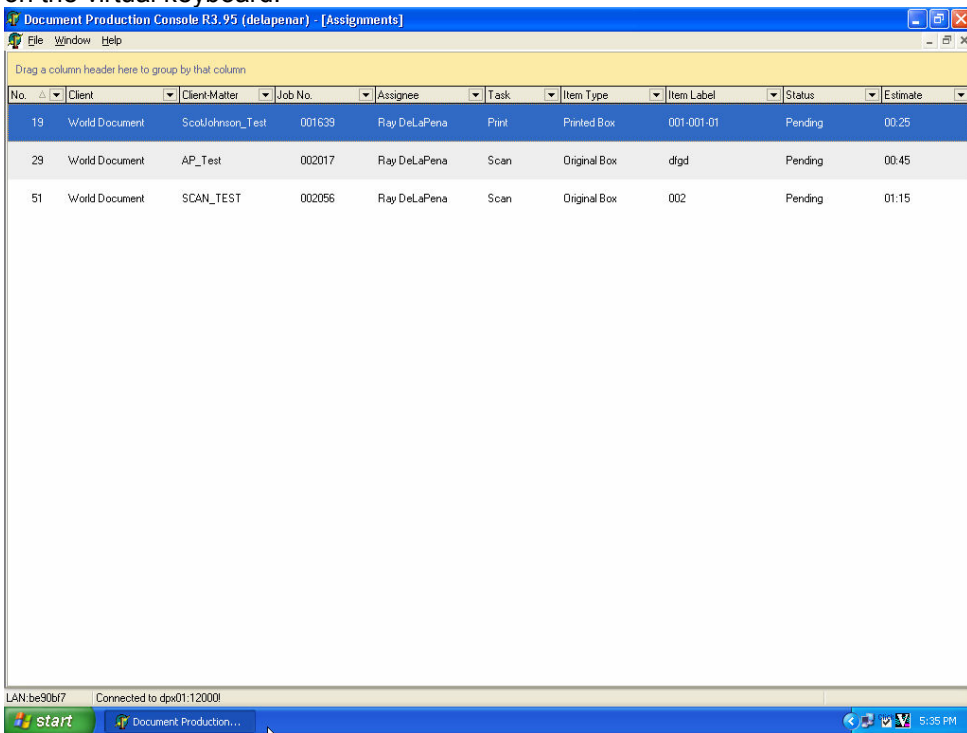 on the virtual keyboard.
Document Production Console R3.95 (delapenar) - [Assignments]
File Window Help
Drag a column header here to group by that column
No. Client Client-Matter Job No. Assignee Task Item Type Item Label Status Estimate
19 World Document ScotJohnson_Test 001639 Ray DeLaPena Print Printed Box 001-001-01 Pending 00:25
29 World Document AP_Test 002017 Ray DeLaPena Scan Original Box dfgd Pending 00:45
51 World Document SCAN_TEST 002056 Ray DeLaPena Scan Original Box 002 Pending 01:15
LAN:be90bf7 Connected to dpx01:12000!
start Document Production... 5:35 PM